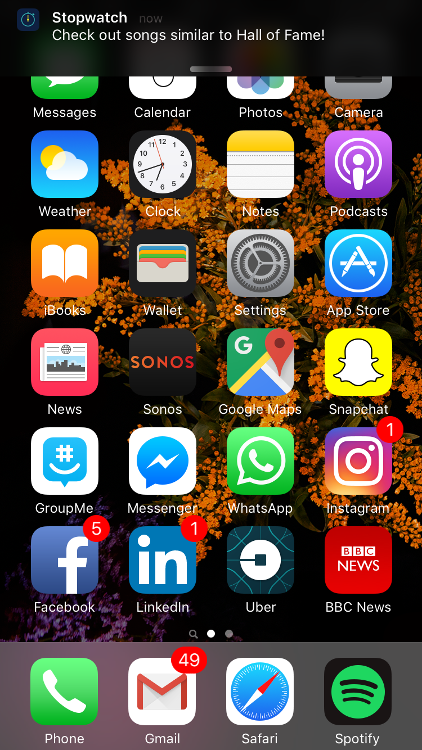 Stopwatch now
Check out songs similar to Hall of Fame!
Messages Calendar Photos Camera
Weather Clock Notes Podcasts
iBooks Wallet Settings App Store
SONOS
G
News Sonos Google Maps Snapchat
1
#
GroupMe Messenger WhatsApp Instagram
5 1
f in BBC NEWS
Facebook LinkedIn Uber BBC News
49
Phone Gmail Safari Spotify